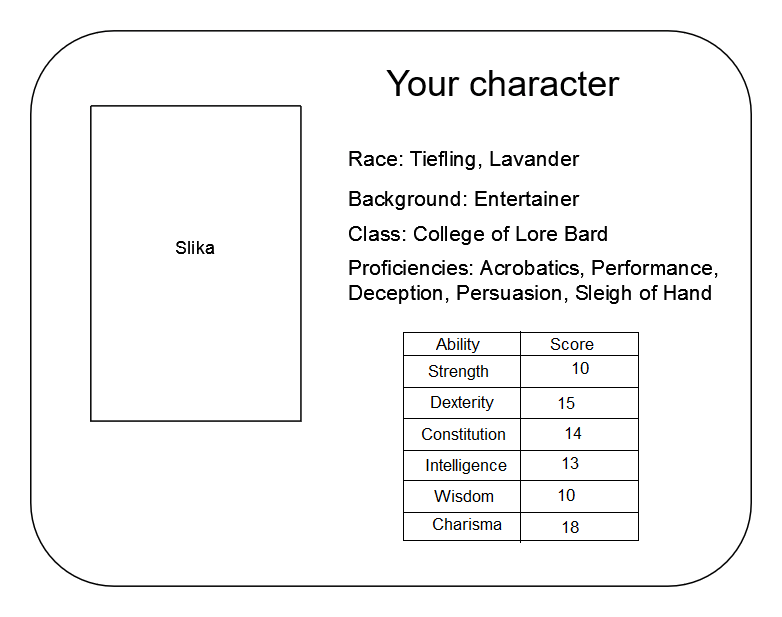 Your character
Slika
Race: Tiefling, Lavander
Background: Entertainer
Class: College of Lore Bard
Proficiencies: Acrobatics, Performance,
Deception, Persuasion, Sleigh of Hand
Ability Score
Strength 10
Dexterity 15
Constitution 14
Intelligence 13
Wisdom 10
Charisma 18